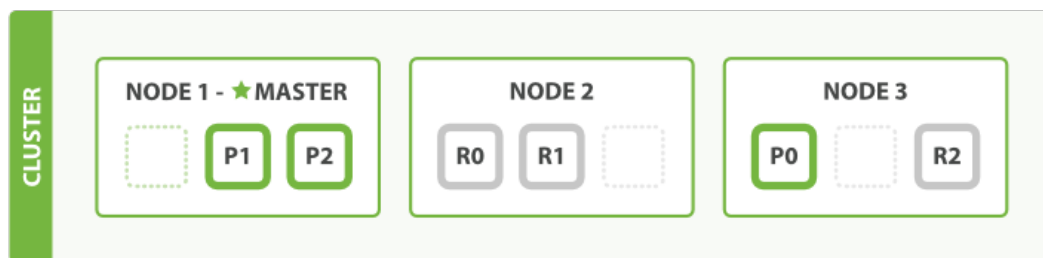 CLUSTER
NODE 1 - ★ MASTER
P1 P2
NODE 2
R0 R1
NODE 3
P0 R2